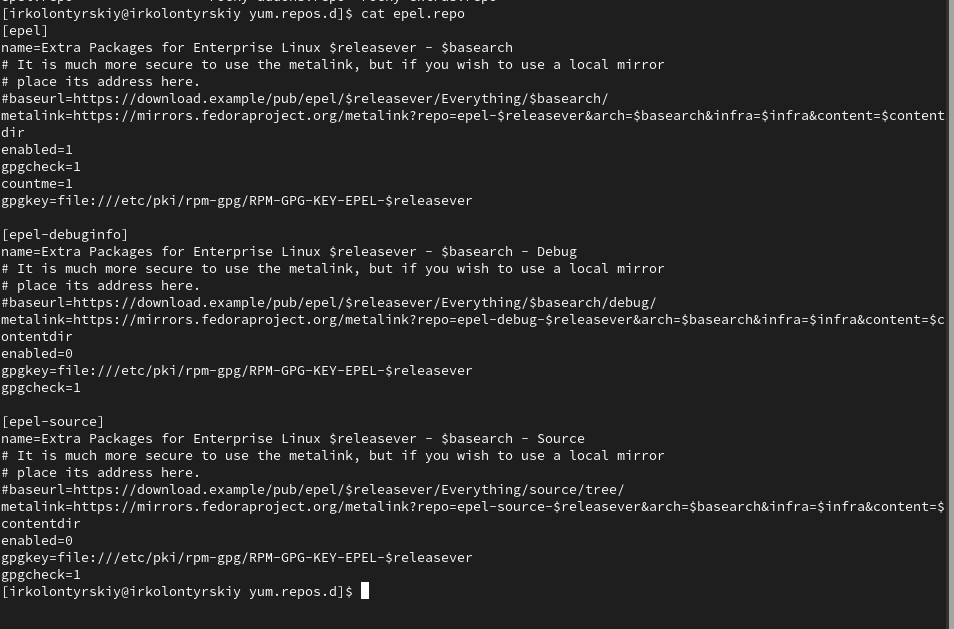 [irkolontyrskiy@irkolontyrskiy yum.repos.d]$ cat epel.repo
[epel]
name=Extra Packages for Enterprise Linux $releasever - $basearch
# It is much more secure to use the metalink, but if you wish to use a local mirror
# place its address here.
#baseurl=https://download.example/pub/epel/$releasever/Everything/$basearch/
metalink=https://mirrors.fedoraproject.org/metalink?repo=epel-$releasever&arch=$basearch&infra=$infra&content=$content
dir
enabled=1
gpgcheck=1
countme=1
gpgkey=file:///etc/pki/rpm-gpg/RPM-GPG-KEY-EPEL-$releasever

[epel-debuginfo]
name=Extra Packages for Enterprise Linux $releasever - $basearch - Debug
# It is much more secure to use the metalink, but if you wish to use a local mirror
# place its address here.
#baseurl=https://download.example/pub/epel/$releasever/Everything/$basearch/debug/
metalink=https://mirrors.fedoraproject.org/metalink?repo=epel-debug-$releasever&arch=$basearch&infra=$infra&content=$c
ontentdir
enabled=0
gpgkey=file:///etc/pki/rpm-gpg/RPM-GPG-KEY-EPEL-$releasever
gpgcheck=1

[epel-source]
name=Extra Packages for Enterprise Linux $releasever - $basearch - Source
# It is much more secure to use the metalink, but if you wish to use a local mirror
# place its address here.
#baseurl=https://download.example/pub/epel/$releasever/Everything/source/tree/
metalink=https://mirrors.fedoraproject.org/metalink?repo=epel-source-$releasever&arch=$basearch&infra=$infra&content=$
contentdir
enabled=0
gpgkey=file:///etc/pki/rpm-gpg/RPM-GPG-KEY-EPEL-$releasever
gpgcheck=1
[irkolontyrskiy@irkolontyrskiy yum.repos.d]$